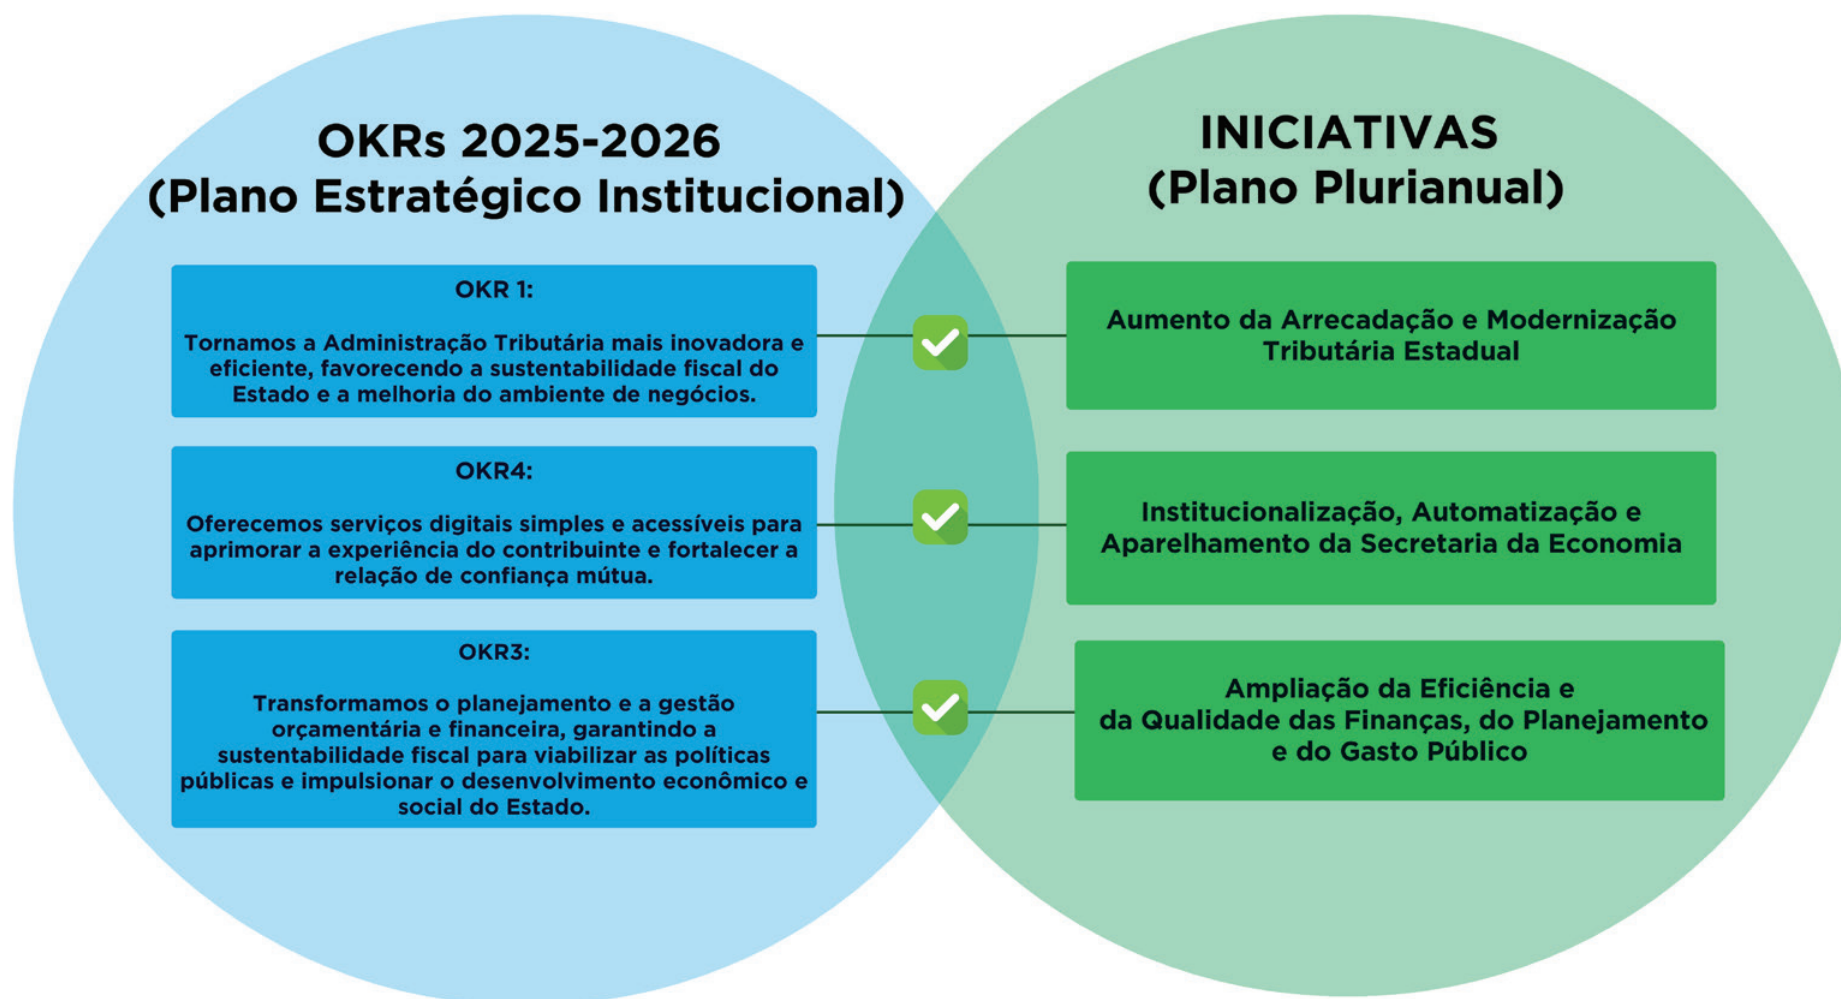 OKRs 2025-2026
(Plano Estratégico Institucional)
OKR 1:
Tornamos a Administração Tributária mais inovadora e
eficiente, favorecendo a sustentabilidade fiscal do
Estado e a melhoria do ambiente de negócios.
OKR4:
Oferecemos serviços digitais simples e acessíveis para
aprimorar a experiência do contribuinte e fortalecer a
relação de confiança mútua.
OKR3:
Transformamos o planejamento e a gestão
orçamentária e financeira, garantindo a
sustentabilidade fiscal para viabilizar as políticas
públicas e impulsionar o desenvolvimento econômico e
social do Estado.
INICIATIVAS
(Plano Plurianual)
Aumento da Arrecadação e Modernização
Tributária Estadual
Institucionalização, Automatização e
Aparelhamento da Secretaria da Economia
Ampliação da Eficiência e
da Qualidade das Finanças, do Planejamento
e do Gasto Público